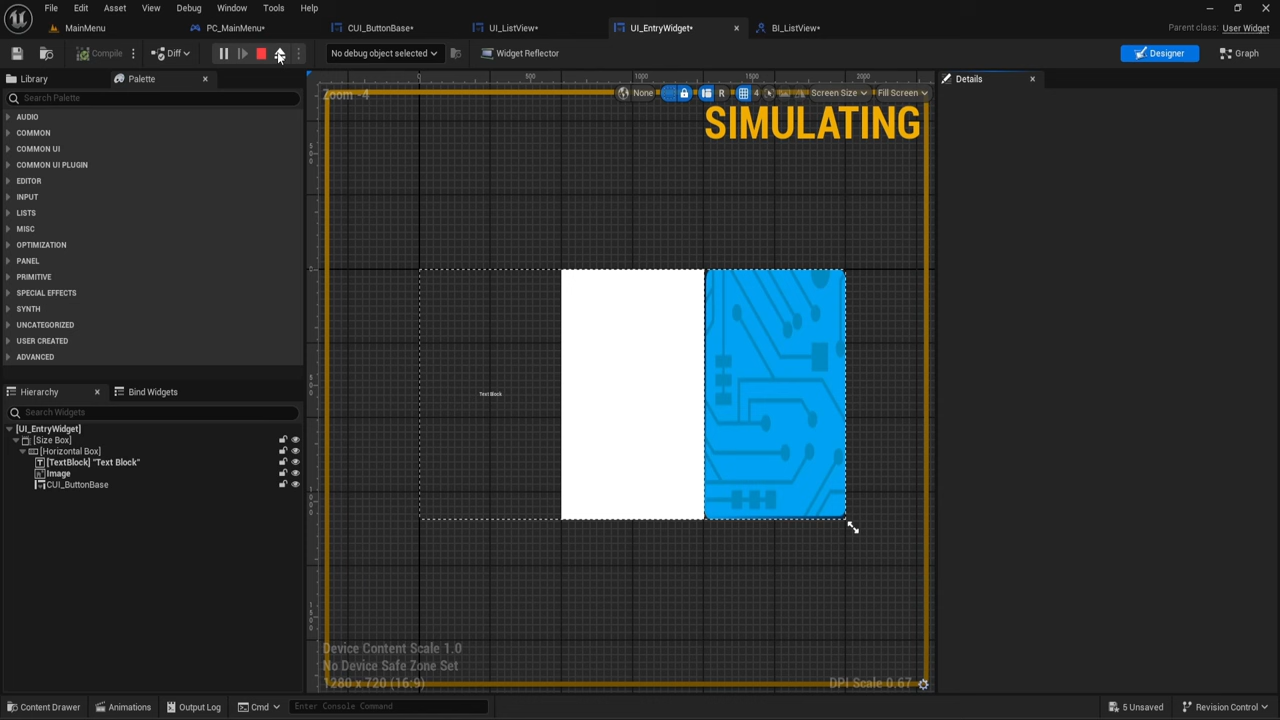 File Edit Asset View Debug Window Tools Help
MainMenu PC_MainMenu* CUI_ButtonBase* UI_ListView* UI_EntryWidget* BI_ListView*
Parent class: User Widget
Compile Diff No debug object selected Widget Reflector Designer Graph
Library Palette Details
Search Palette
AUDIO
COMMON
COMMON UI
COMMON UI PLUGIN
EDITOR
INPUT
LISTS
MISC
OPTIMIZATION
PANEL
PRIMITIVE
SPECIAL EFFECTS
SYNTH
UNCATEGORIZED
USER CREATED
ADVANCED
Hierarchy Bind Widgets
Search Widgets
[UI_EntryWidget]
[Size Box]
[Horizontal Box]
[TextBlock] "Text Block"
Image
CUI_ButtonBase
0 500 1000 1500 2000
Zoom -4
None R 4 Screen Size Fill Screen
SIMULATING
Text Block
Device Content Scale 1.0
No Device Safe Zone Set
1280 x 720 (16:9)
DPI Scale 0.67
Content Drawer Animations Output Log Cmd Enter Console Command 5 Unsaved Revision Control